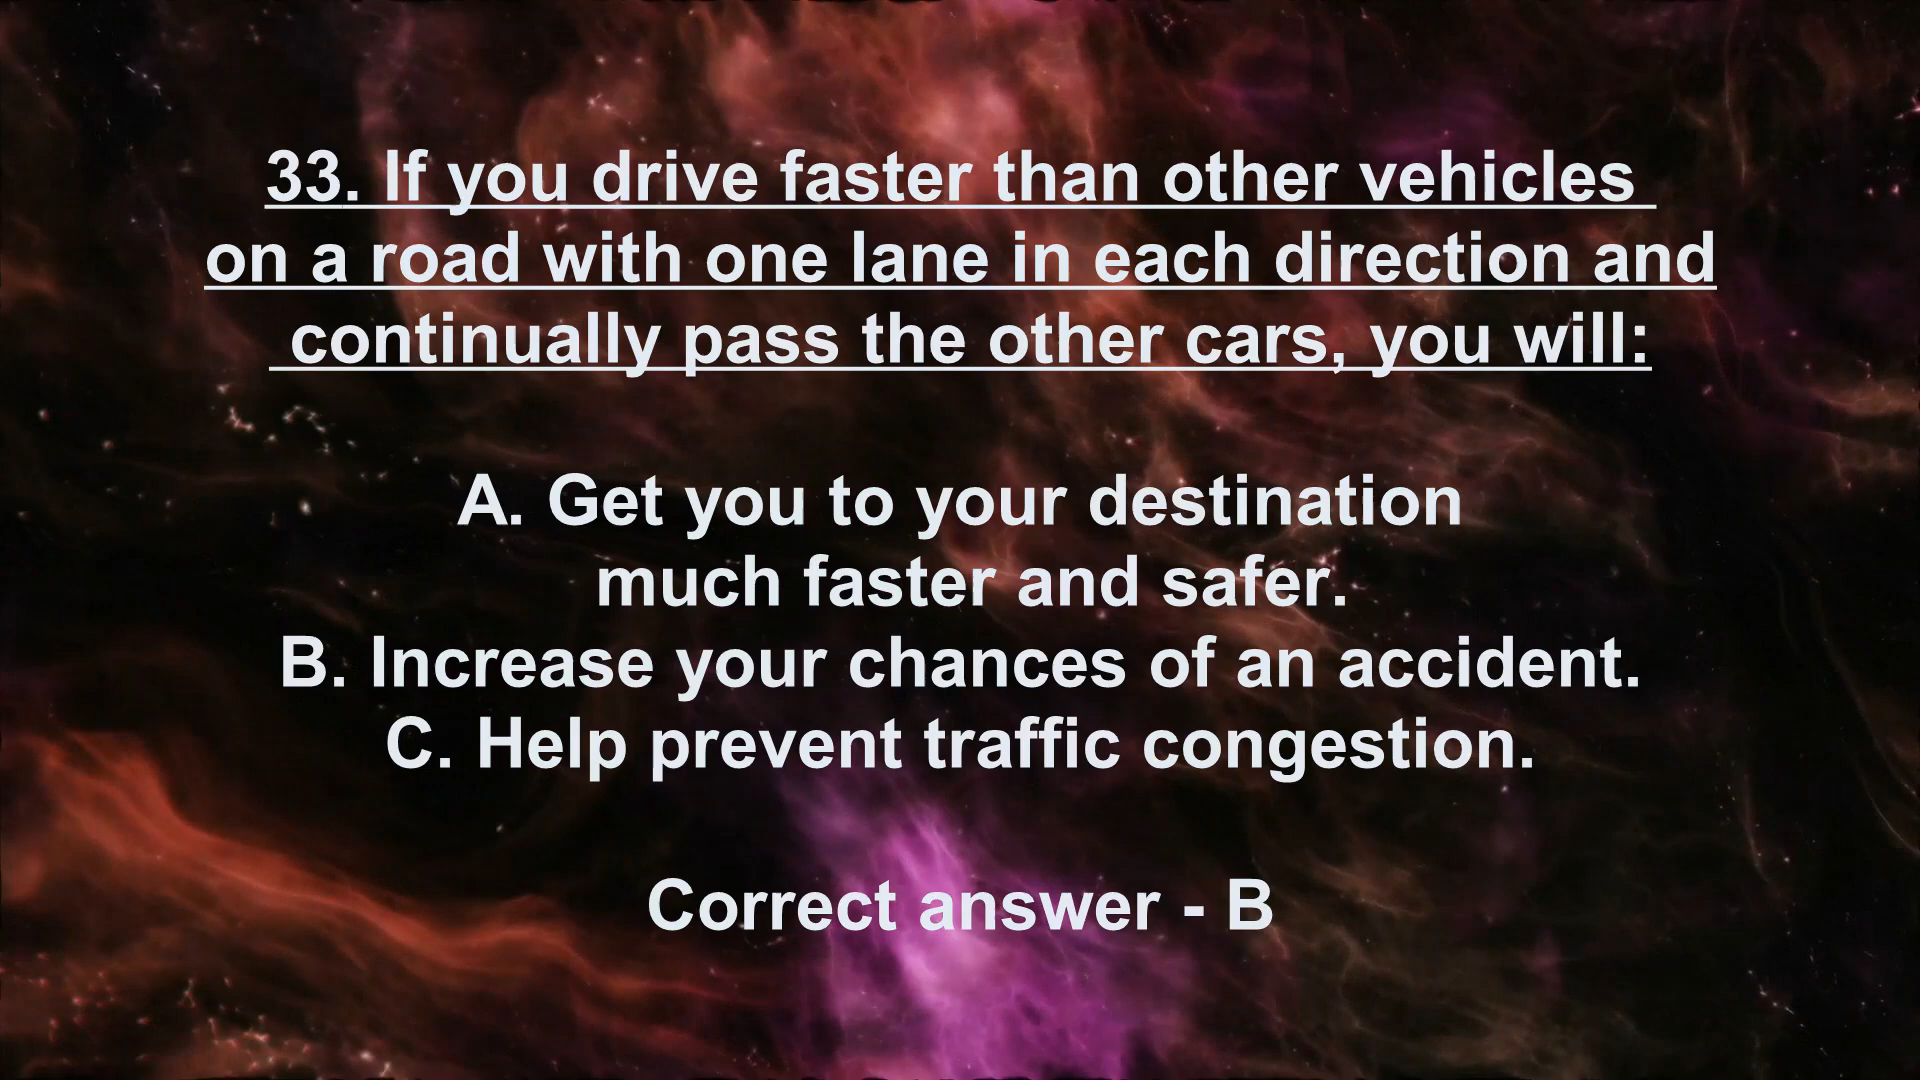 33. If you drive faster than other vehicles
on a road with one lane in each direction and
continually pass the other cars, you will:
A. Get you to your destination
much faster and safer.
B. Increase your chances of an accident.
C. Help prevent traffic congestion.
Correct answer - B